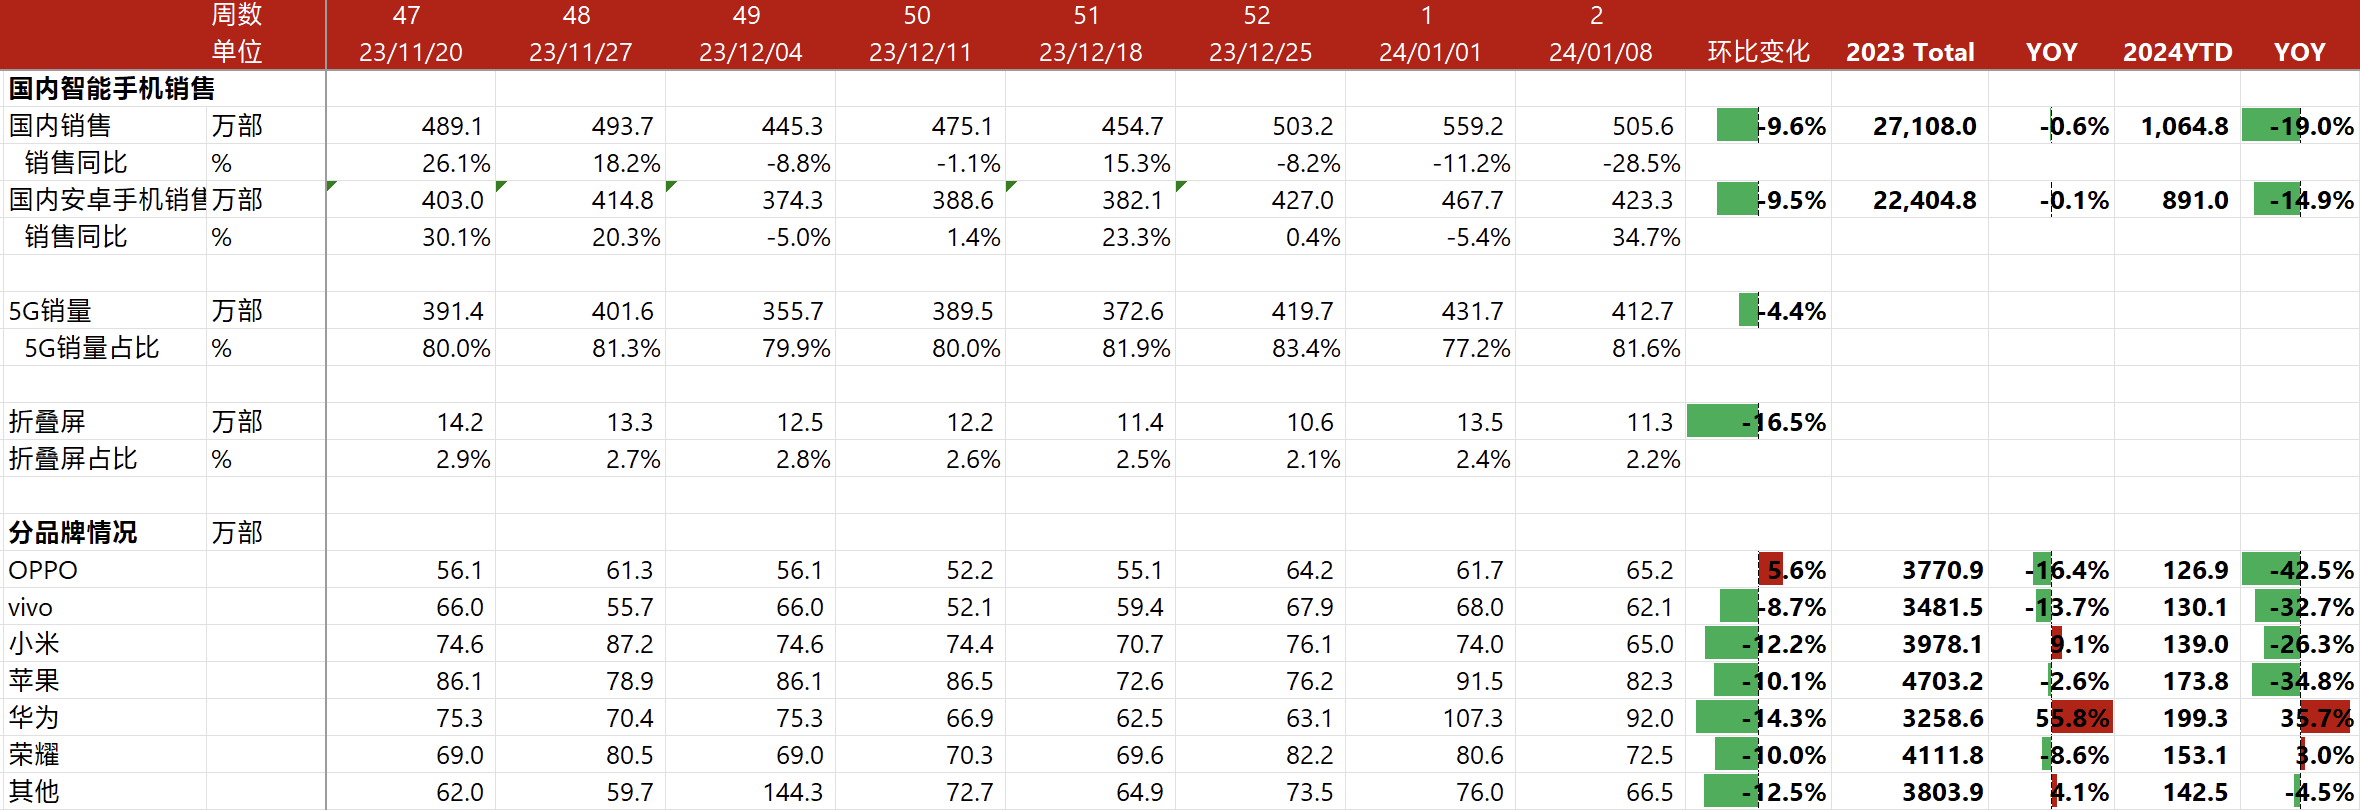 周数 47 48 49 50 51 52 1 2
单位 23/11/20 23/11/27 23/12/04 23/12/11 23/12/18 23/12/25 24/01/01 24/01/08 环比变化 2023 Total YOY 2024YTD YOY
国内智能手机销售
国内销售 万部 489.1 493.7 445.3 475.1 454.7 503.2 559.2 505.6 -9.6% 27,108.0 -0.6% 1,064.8 -19.0%
销售同比 % 26.1% 18.2% -8.8% -1.1% 15.3% -8.2% -11.2% -28.5%
国内安卓手机销售 万部 403.0 414.8 374.3 388.6 382.1 427.0 467.7 423.3 -9.5% 22,404.8 -0.1% 891.0 -14.9%
销售同比 % 30.1% 20.3% -5.0% 1.4% 23.3% 0.4% -5.4% 34.7%
5G销量 万部 391.4 401.6 355.7 389.5 372.6 419.7 431.7 412.7 -4.4%
5G销量占比 % 80.0% 81.3% 79.9% 80.0% 81.9% 83.4% 77.2% 81.6%
折叠屏 万部 14.2 13.3 12.5 12.2 11.4 10.6 13.5 11.3 -16.5%
折叠屏占比 % 2.9% 2.7% 2.8% 2.6% 2.5% 2.1% 2.4% 2.2%
分品牌情况 万部
OPPO 56.1 61.3 56.1 52.2 55.1 64.2 61.7 65.2 5.6% 3770.9 -16.4% 126.9 -42.5%
vivo 66.0 55.7 66.0 52.1 59.4 67.9 68.0 62.1 -8.7% 3481.5 -13.7% 130.1 -32.7%
小米 74.6 87.2 74.6 74.4 70.7 76.1 74.0 65.0 -12.2% 3978.1 9.1% 139.0 -26.3%
苹果 86.1 78.9 86.1 86.5 72.6 76.2 91.5 82.3 -10.1% 4703.2 -2.6% 173.8 -34.8%
华为 75.3 70.4 75.3 66.9 62.5 63.1 107.3 92.0 -14.3% 3258.6 55.8% 199.3 35.7%
荣耀 69.0 80.5 69.0 70.3 69.6 82.2 80.6 72.5 -10.0% 4111.8 -8.6% 153.1 3.0%
其他 62.0 59.7 144.3 72.7 64.9 73.5 76.0 66.5 -12.5% 3803.9 4.1% 142.5 -4.5%